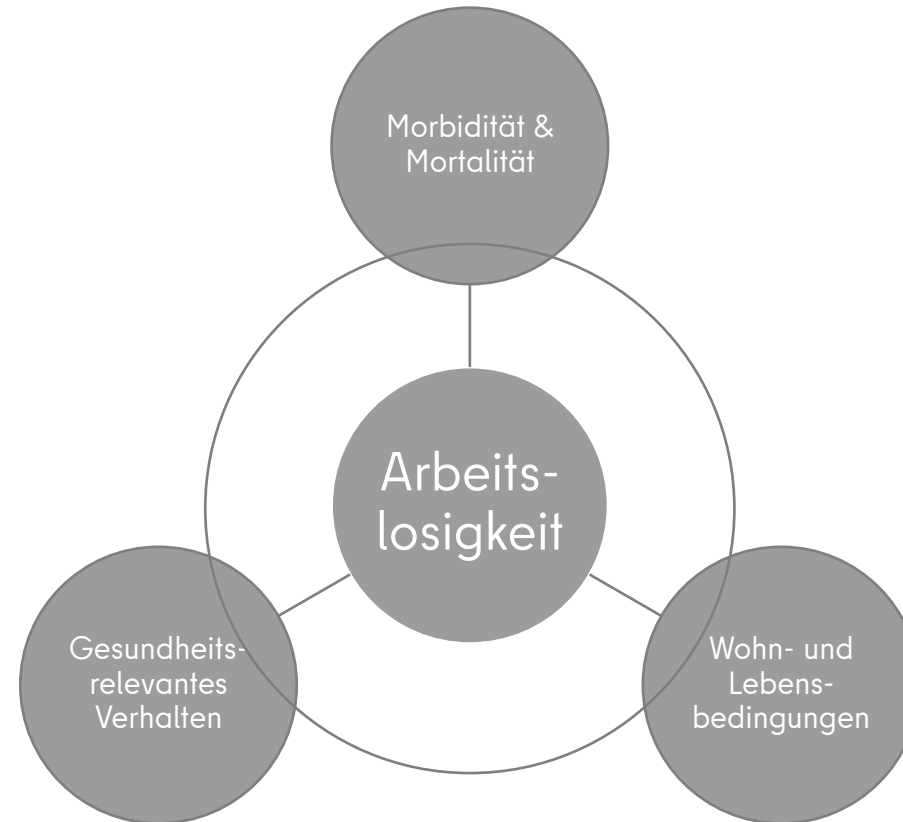 Morbidität &
Mortalität
Arbeits-
losigkeit
Gesundheits-
relevantes
Verhalten
Wohn- und
Lebens-
bedingungen